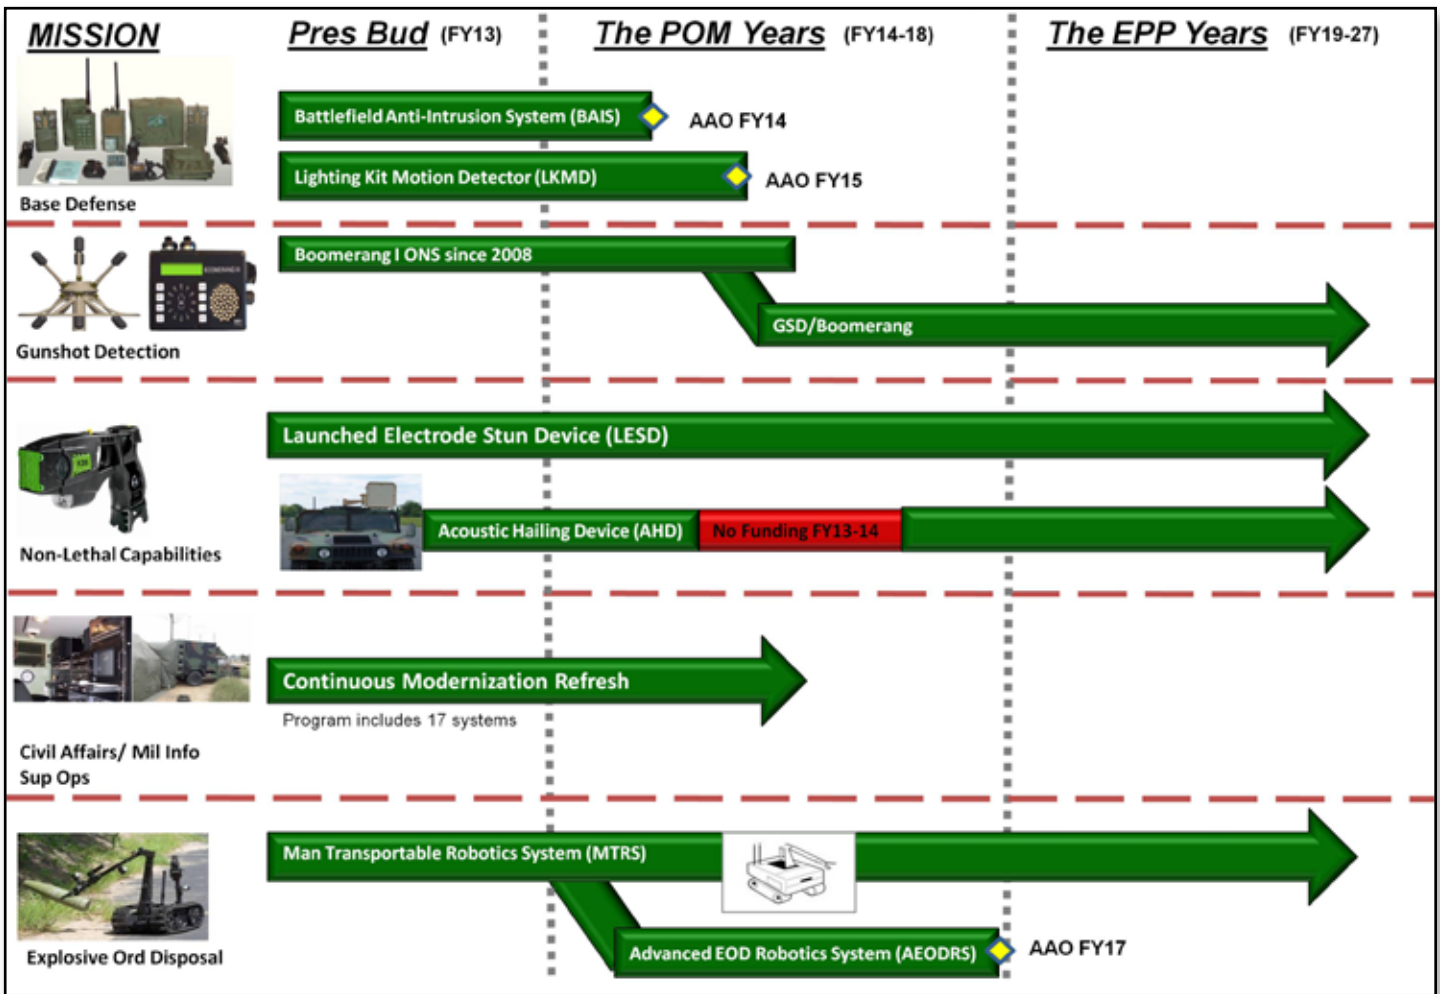 MISSION
Pres Bud (FY13)
The POM Years (FY14-18)
The EPP Years (FY19-27)
Battlefield Anti-Intrusion System (BAIS)
AAO FY14
Lighting Kit Motion Detector (LKMD)
AAO FY15
Base Defense
Boomerang I ONS since 2008
GSD/Boomerang
Gunshot Detection
Launched Electrode Stun Device (LESD)
Acoustic Hailing Device (AHD)
No Funding FY13-14
Non-Lethal Capabilities
Continuous Modernization Refresh
Program includes 17 systems
Civil Affairs/ Mil Info
Sup Ops
Man Transportable Robotics System (MTRS)
Advanced EOD Robotics System (AEODRS)
AAO FY17
Explosive Ord Disposal